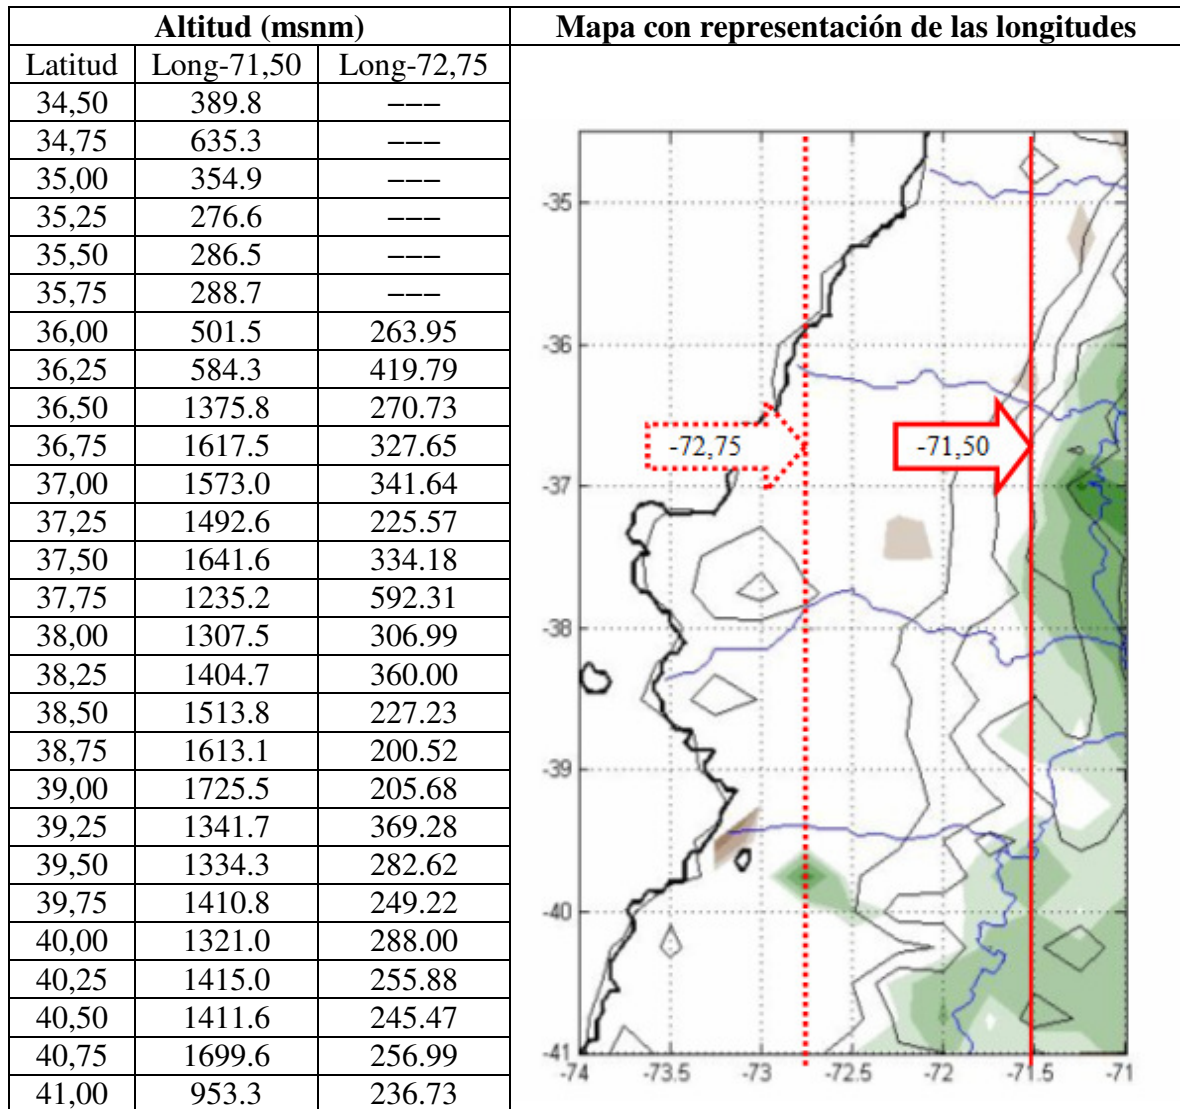 Altitud (msnm) Mapa con representación de las longitudes
Latitud Long-71,50 Long-72,75
34,50 389.8 –––
34,75 635.3 –––
35,00 354.9 –––
35,25 276.6 –––
35,50 286.5 –––
35,75 288.7 –––
36,00 501.5 263.95
36,25 584.3 419.79
36,50 1375.8 270.73
36,75 1617.5 327.65
37,00 1573.0 341.64
37,25 1492.6 225.57
37,50 1641.6 334.18
37,75 1235.2 592.31
38,00 1307.5 306.99
38,25 1404.7 360.00
38,50 1513.8 227.23
38,75 1613.1 200.52
39,00 1725.5 205.68
39,25 1341.7 369.28
39,50 1334.3 282.62
39,75 1410.8 249.22
40,00 1321.0 288.00
40,25 1415.0 255.88
40,50 1411.6 245.47
40,75 1699.6 256.99
41,00 953.3 236.73
-35
-36
-72,75 -71,50
-37
-38
-39
-40
-41
-74 -73.5 -73 -72.5 -72 -71.5 -71